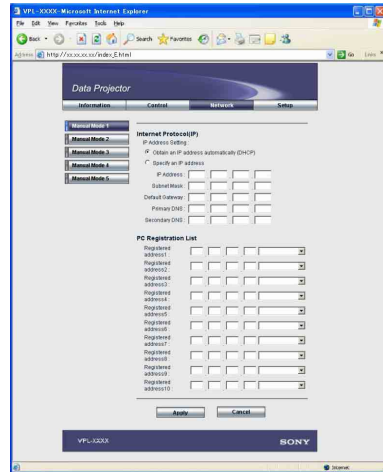 VPL-XXXX-Microsoft Internet Explorer
File Edit View Favorites Tools Help
Back Search Favorites
Address http://xx.xx.xx.xx/index_E.html Go Links
Data Projector
Information Control Network Setup
Manual Mode 1
Manual Mode 2
Manual Mode 3
Manual Mode 4
Manual Mode 5
Internet Protocol(IP)
IP Address Setting:
Obtain an IP address automatically (DHCP)
Specify an IP address
IP Address :
Subnet Mask :
Default Gateway :
Primary DNS :
Secondary DNS :
PC Registration List
Registered
address1 :
Registered
address2 :
Registered
address3 :
Registered
address4 :
Registered
address5 :
Registered
address6 :
Registered
address7 :
Registered
address8 :
Registered
address9 :
Registered
address10 :
Apply Cancel
VPL-XXXX SONY
Internet